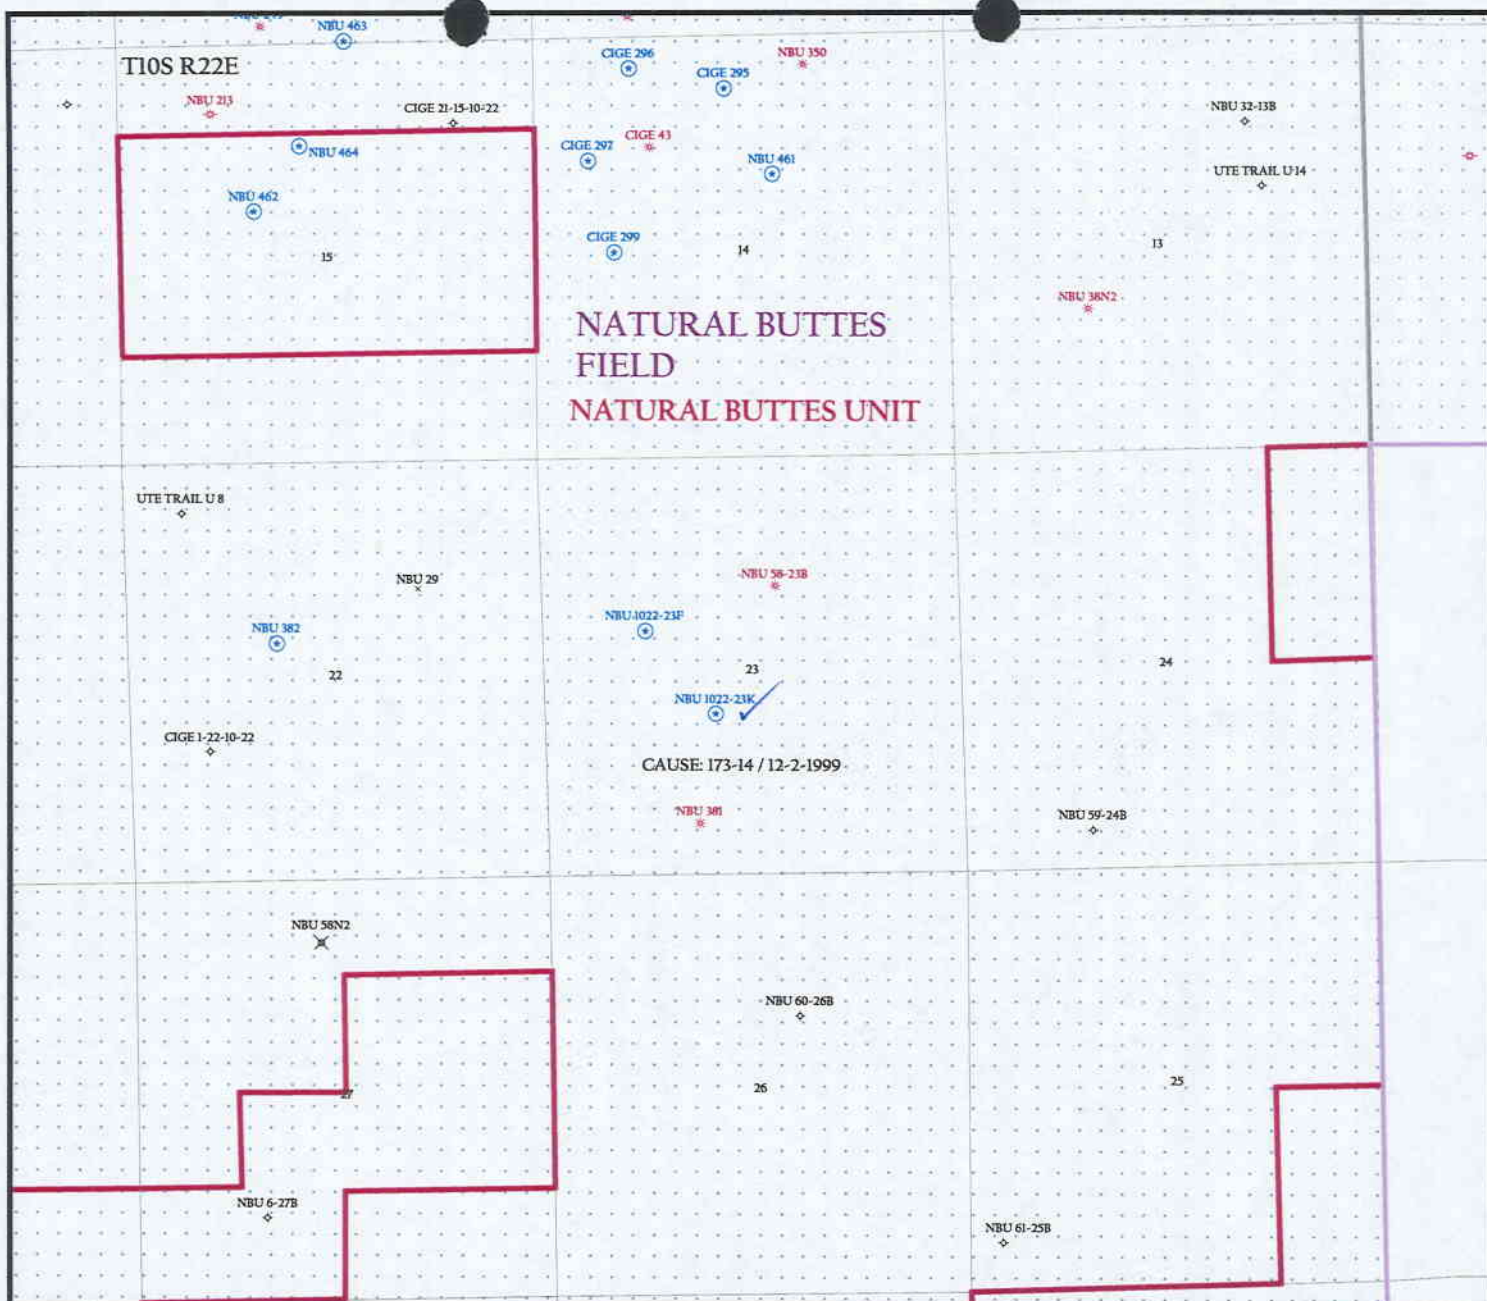 NBU 463
T10S R22E
CIGE 296
NBU 350
CIGE 295
NBU 213
CIGE 21-15-10-22
NBU 32-13B
CIGE 43
CIGE 297
NBU 464
NBU 461
UTE TRAIL U 14
NBU 462
CIGE 299
15
14
13
NBU 38N2
NATURAL BUTTES
FIELD
NATURAL BUTTES UNIT
UTE TRAIL U 8
NBU 29
NBU 58-23B
NBU 1022-23F
NBU 382
22
23
24
NBU 1022-23K
CIGE 1-22-10-22
CAUSE: 173-14 / 12-2-1999
NBU 381
NBU 59-24B
NBU 58N2
NBU 60-26B
27
26
25
NBU 6-27B
NBU 61-25B